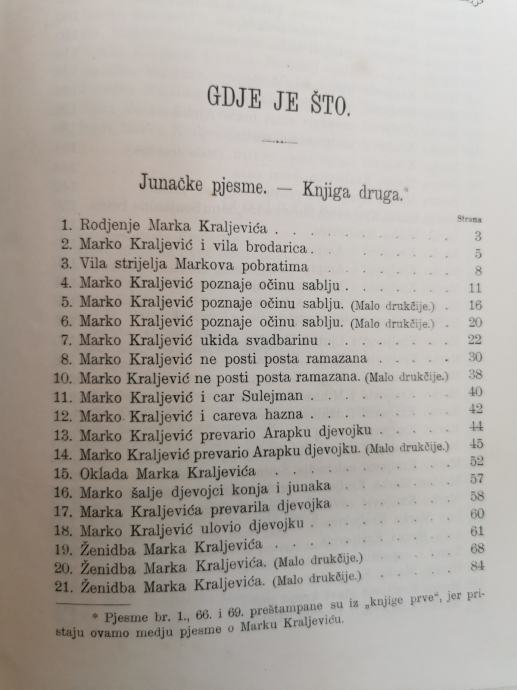 GDJE JE ŠTO.
Junačke pjesme. — Knjiga druga.*
Strana
1. Rodjenje Marka Kraljevića . . . . . . . . . . 3
2. Marko Kraljević i vila brodarica . . . . . . . . 5
3. Vila strijelja Markova pobratima . . . . . . . 8
4. Marko Kraljević poznaje očinu sablju . . . . . . 11
5. Marko Kraljević poznaje očinu sablju. (Malo drukčije.) . 16
6. Marko Kraljević poznaje očinu sablju. (Malo drukčije.) . 20
7. Marko Kraljević ukida svadbarinu . . . . . . 22
8. Marko Kraljević ne posti posta ramazana . . . . . 30
10. Marko Kraljević ne posti posta ramazana. (Malo drukčije.) 38
11. Marko Kraljević i car Sulejman . . . . . . . . 40
12. Marko Kraljević i careva hazna . . . . . . . . 42
13. Marko Kraljević prevario Arapku djevojku . . . . . 44
14. Marko Kraljević prevario Arapku djevojku. (Malo drukčije.) 45
15. Oklada Marka Kraljevića . . . . . . . . . 52
16. Marko šalje djevojci konja i junaka . . . . . . 57
17. Marka Kraljevića prevarila djevojka . . . . . . 58
18. Marko Kraljević ulovio djevojku . . . . . . . 60
19. Ženidba Marka Kraljevića . . . . . . . . . 61
20. Ženidba Marka Kraljevića. (Malo drukčije.) . . . . 68
21. Ženidba Marka Kraljevića. (Malo drukčije.) . . . . 84
* Pjesme br. 1., 66. i 69. preštampane su iz „knjige prve“, jer pri-
staju ovamo medju pjesme o Marku Kraljeviću.